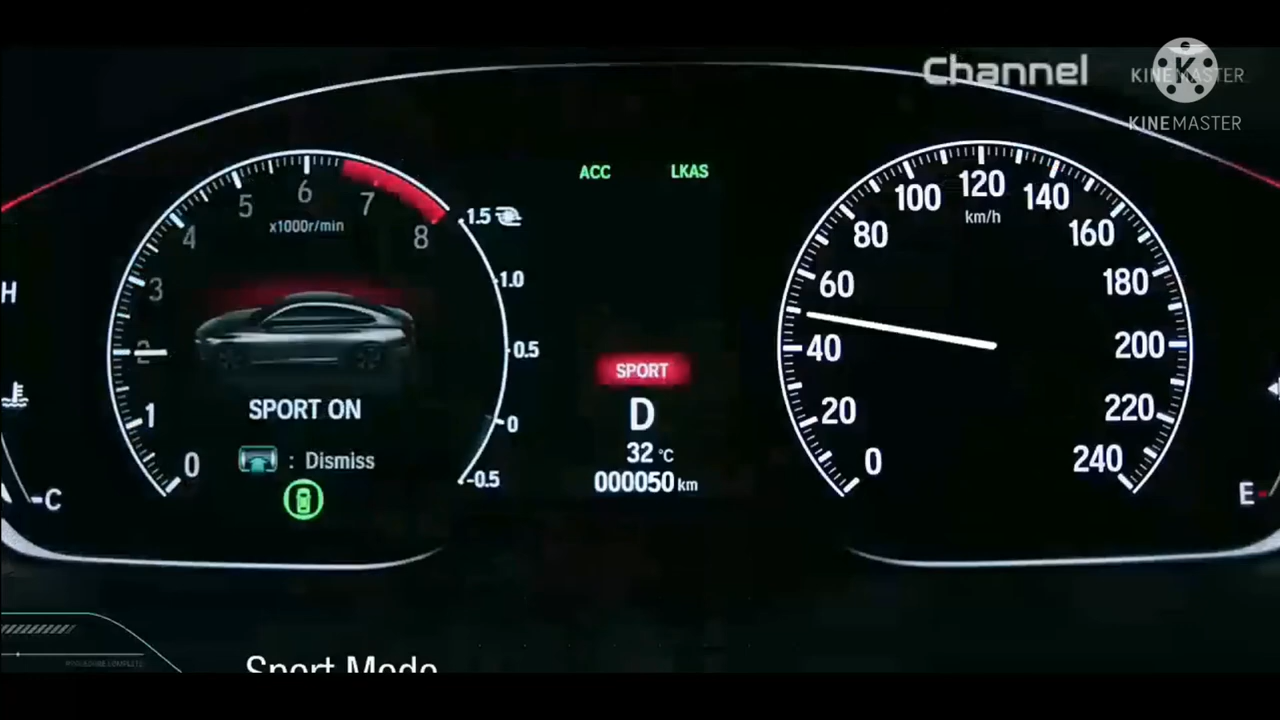 Channel
KINEMASTER
KINEMASTER
ACC LKAS
0 1 2 3 4 5 6 7 8
x1000r/min
1.5
1.0
0.5
0
-0.5
0 20 40 60 80 100 120 140 160 180 200 220 240
km/h
H
C
SPORT ON
: Dismiss
SPORT
D
32 °C
000050 km
E
Sport Mode